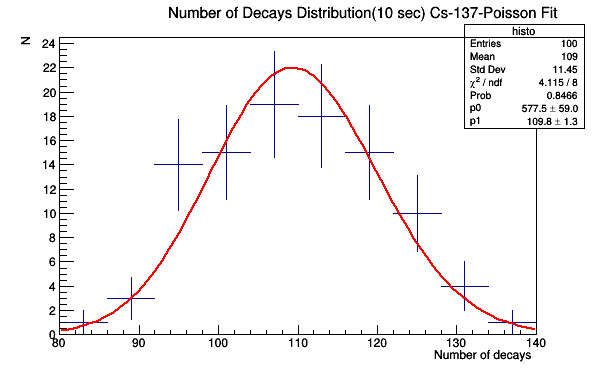 Number of Decays Distribution(10 sec) Cs-137-Poisson Fit
histo
Entries 100
Mean 109
Std Dev 11.45
χ² / ndf 4.115 / 8
Prob 0.8466
p0 577.5 ± 59.0
p1 109.8 ± 1.3
N
24
22
20
18
16
14
12
10
8
6
4
2
0
80 90 100 110 120 130 140
Number of decays